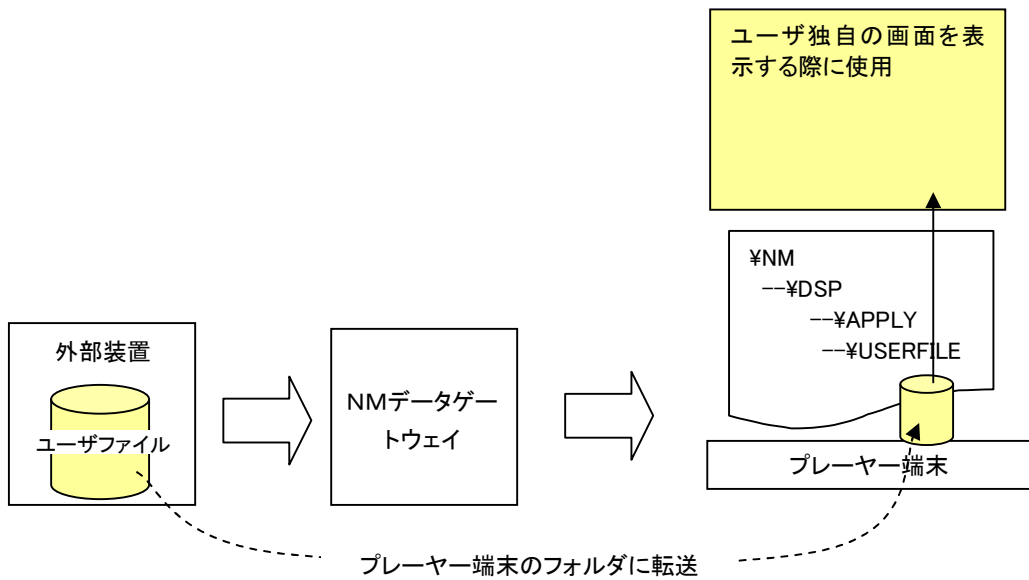 ユーザ独自の画面を表
示する際に使用
¥NM
--¥DSP
--¥APPLY
--¥USERFILE
外部装置
ユーザファイル
NMデータゲー
トウェイ
プレーヤー端末
プレーヤー端末のフォルダに転送